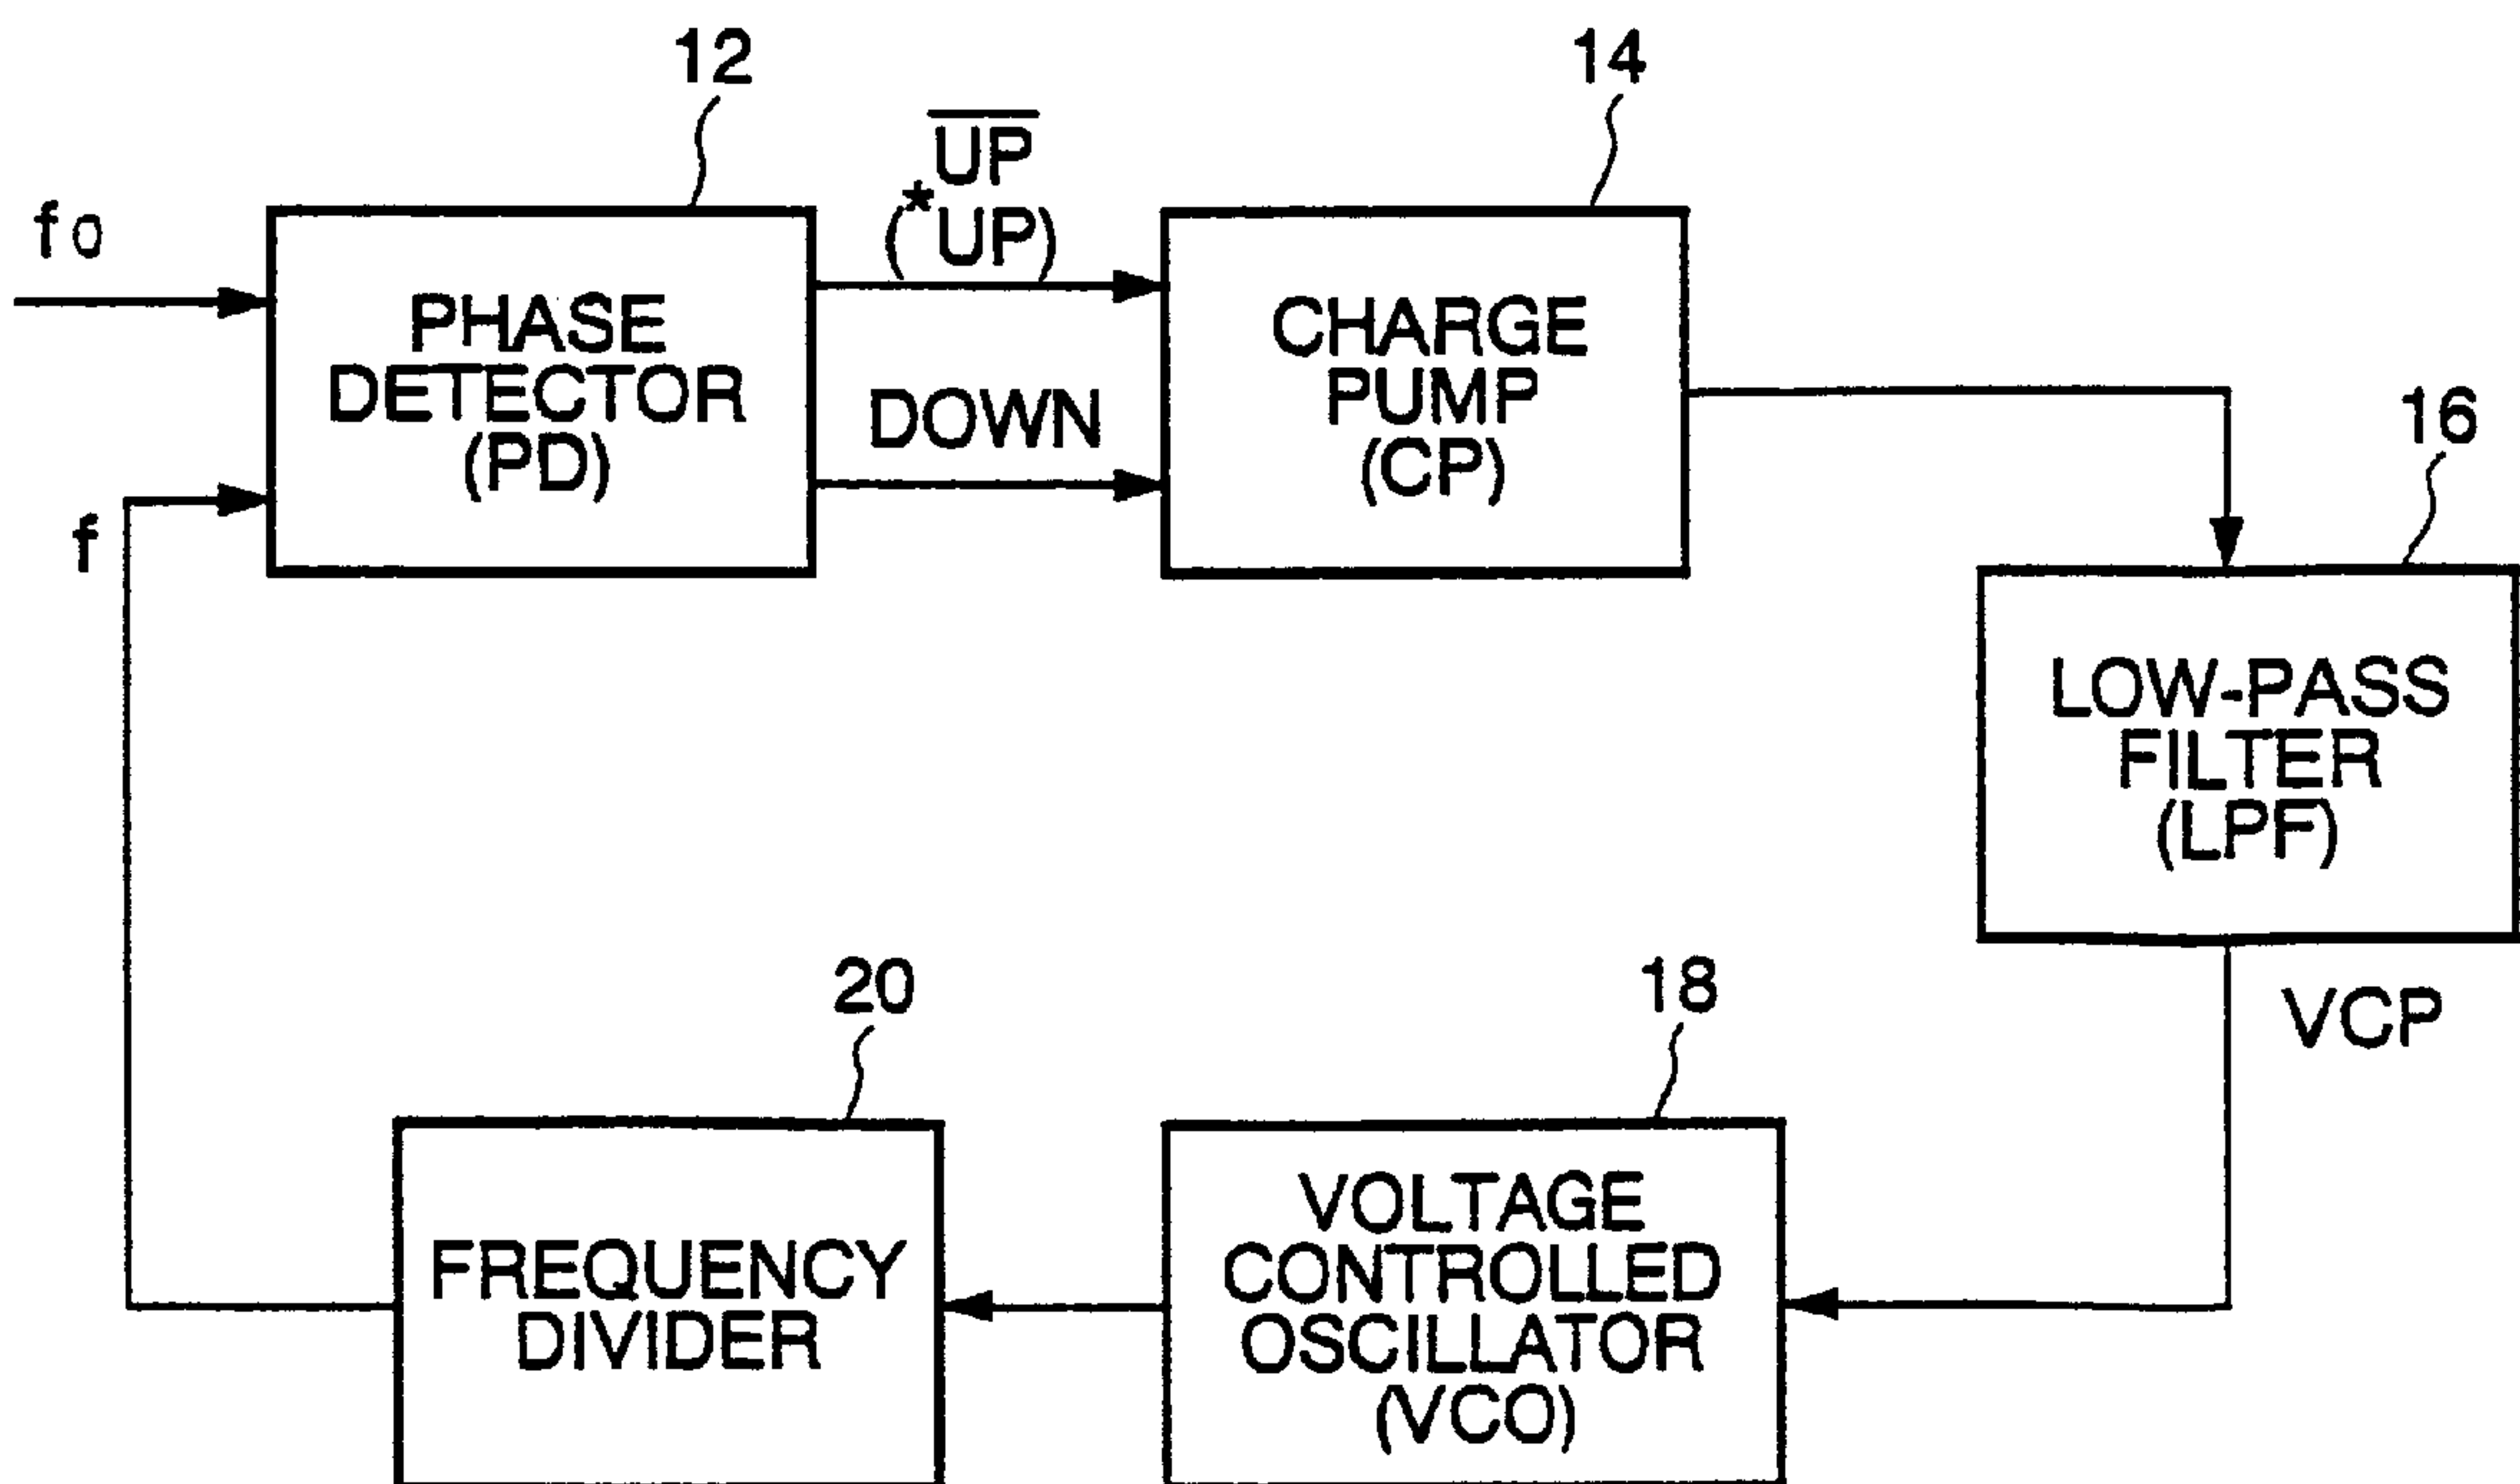 12
14
U̅P̅
(*UP)
fo
PHASE
DETECTOR
(PD)
CHARGE
PUMP
(CP)
DOWN
16
f
LOW-PASS
FILTER
(LPF)
20
18
VCP
FREQUENCY
DIVIDER
VOLTAGE
CONTROLLED
OSCILLATOR
(VCO)